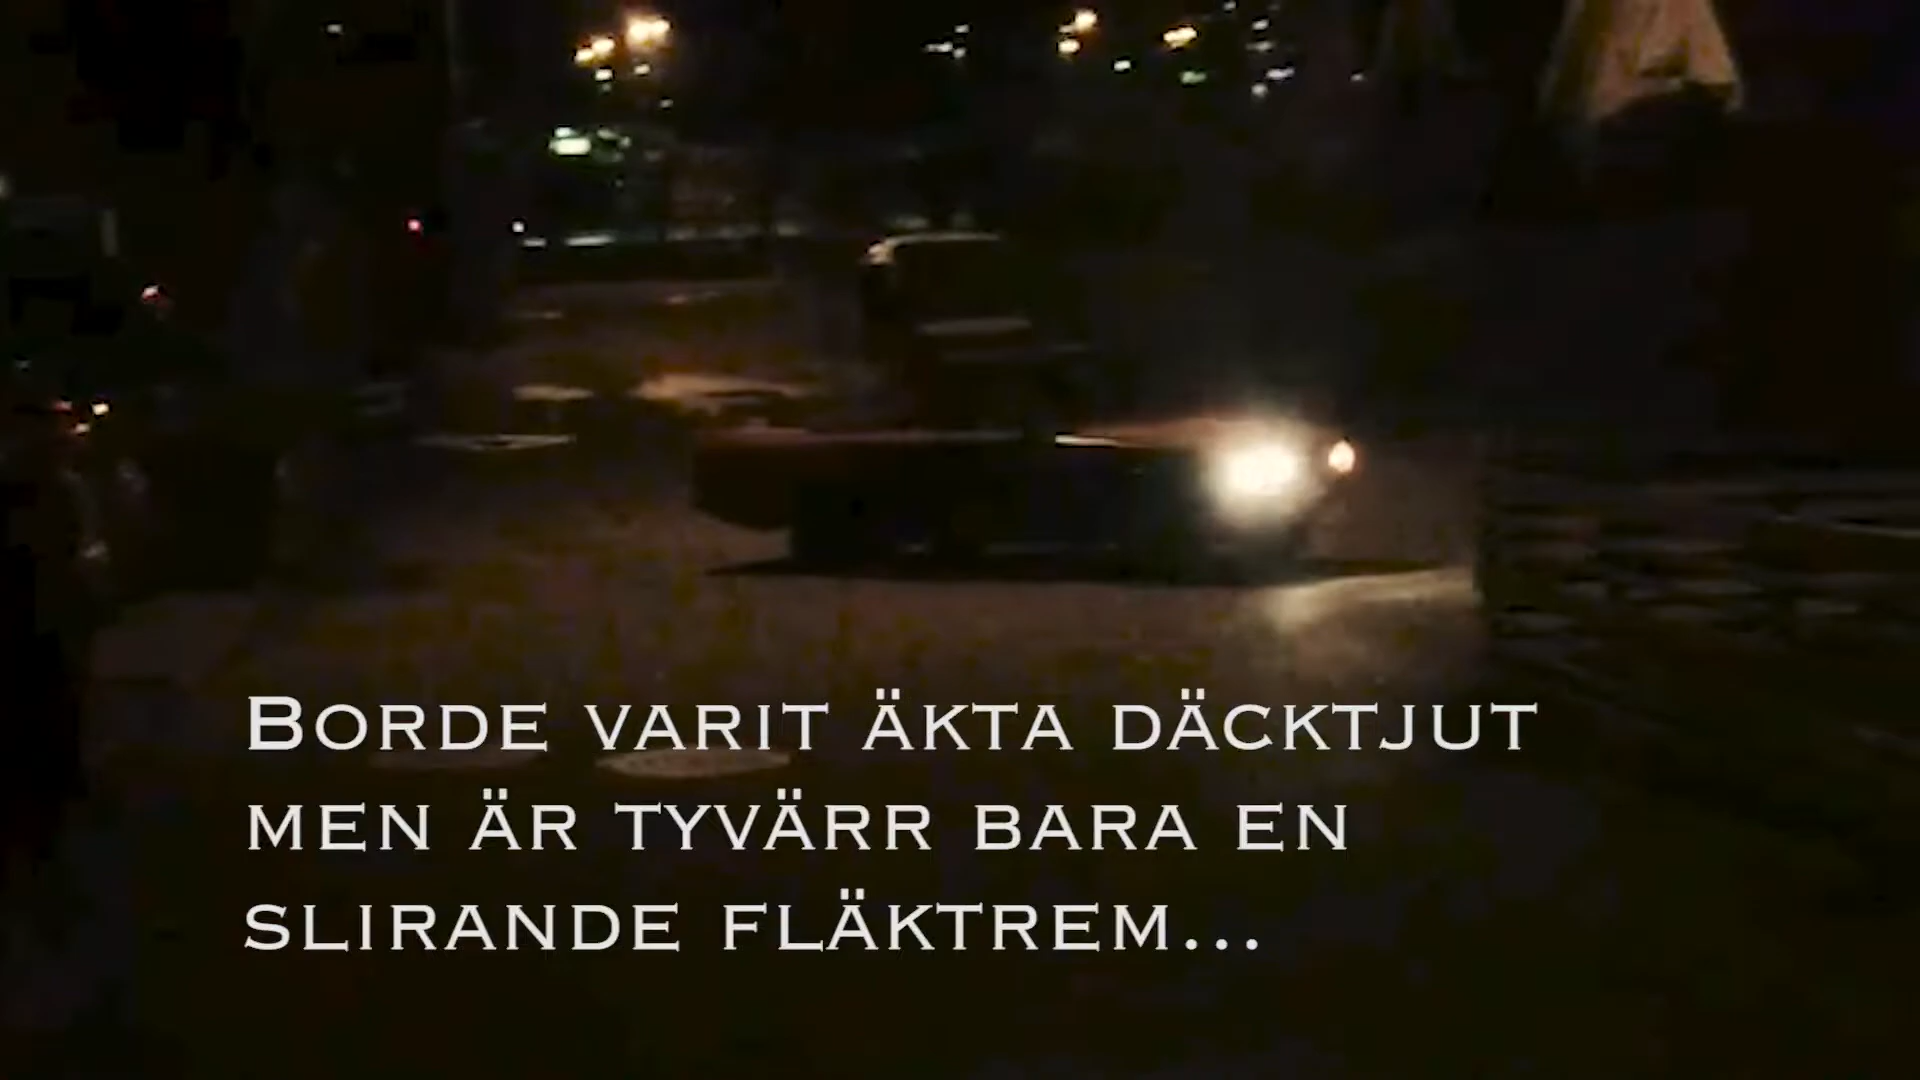 Borde varit äkta däcktjut
men är tyvärr bara en
slirande fläktrem...